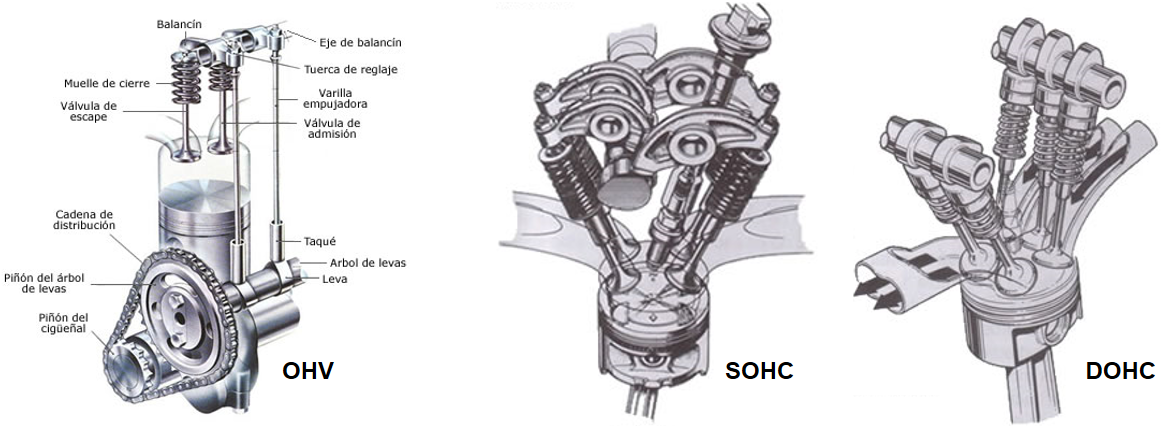 Balancín
Eje de balancín
Tuerca de reglaje
Muelle de cierre
Varilla
empujadora
Válvula de
escape
Válvula de
admisión
Cadena de
distribución
Taqué
Arbol de levas
Leva
Piñón del árbol
de levas
Piñón del
cigüeñal
OHV
SOHC
DOHC